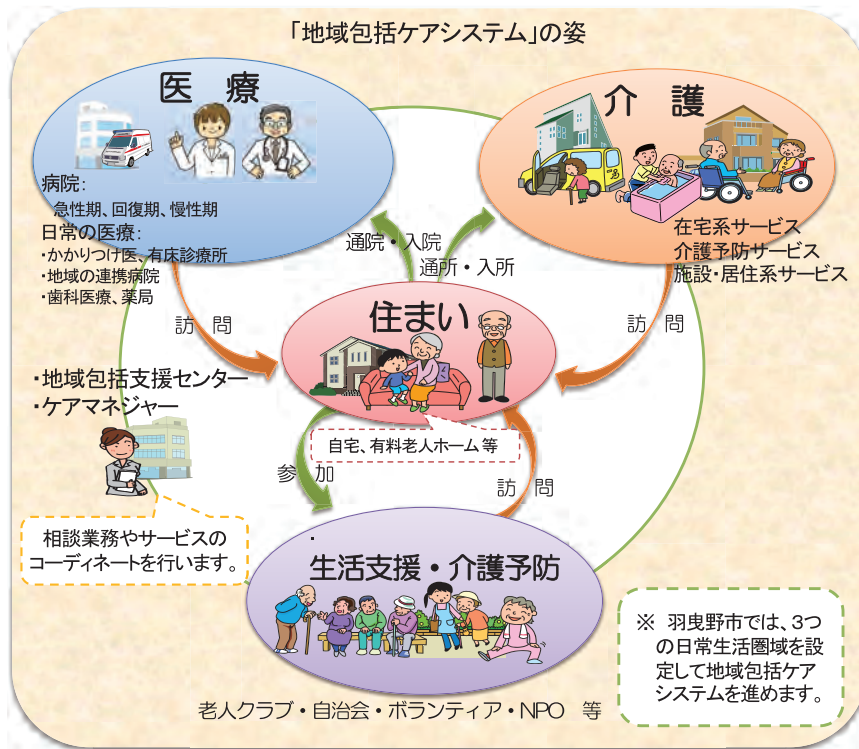 「地域包括ケアシステム」の姿
医　療
病院：
急性期、回復期、慢性期
日常の医療：
・かかりつけ医、有床診療所
・地域の連携病院
・歯科医療、薬局
介　護
在宅系サービス
介護予防サービス
施設・居住系サービス
通院・入院
通所・入所
訪　問
住まい
訪　問
・地域包括支援センター
・ケアマネジャー
自宅、有料老人ホーム 等
参　加
訪　問
相談業務やサービスの
コーディネートを行います。
生活支援・介護予防
※　羽曳野市では、３つ
の日常生活圏域を設
定して地域包括ケア
システムを進めます。
老人クラブ・自治会・ボランティア・NPO　等